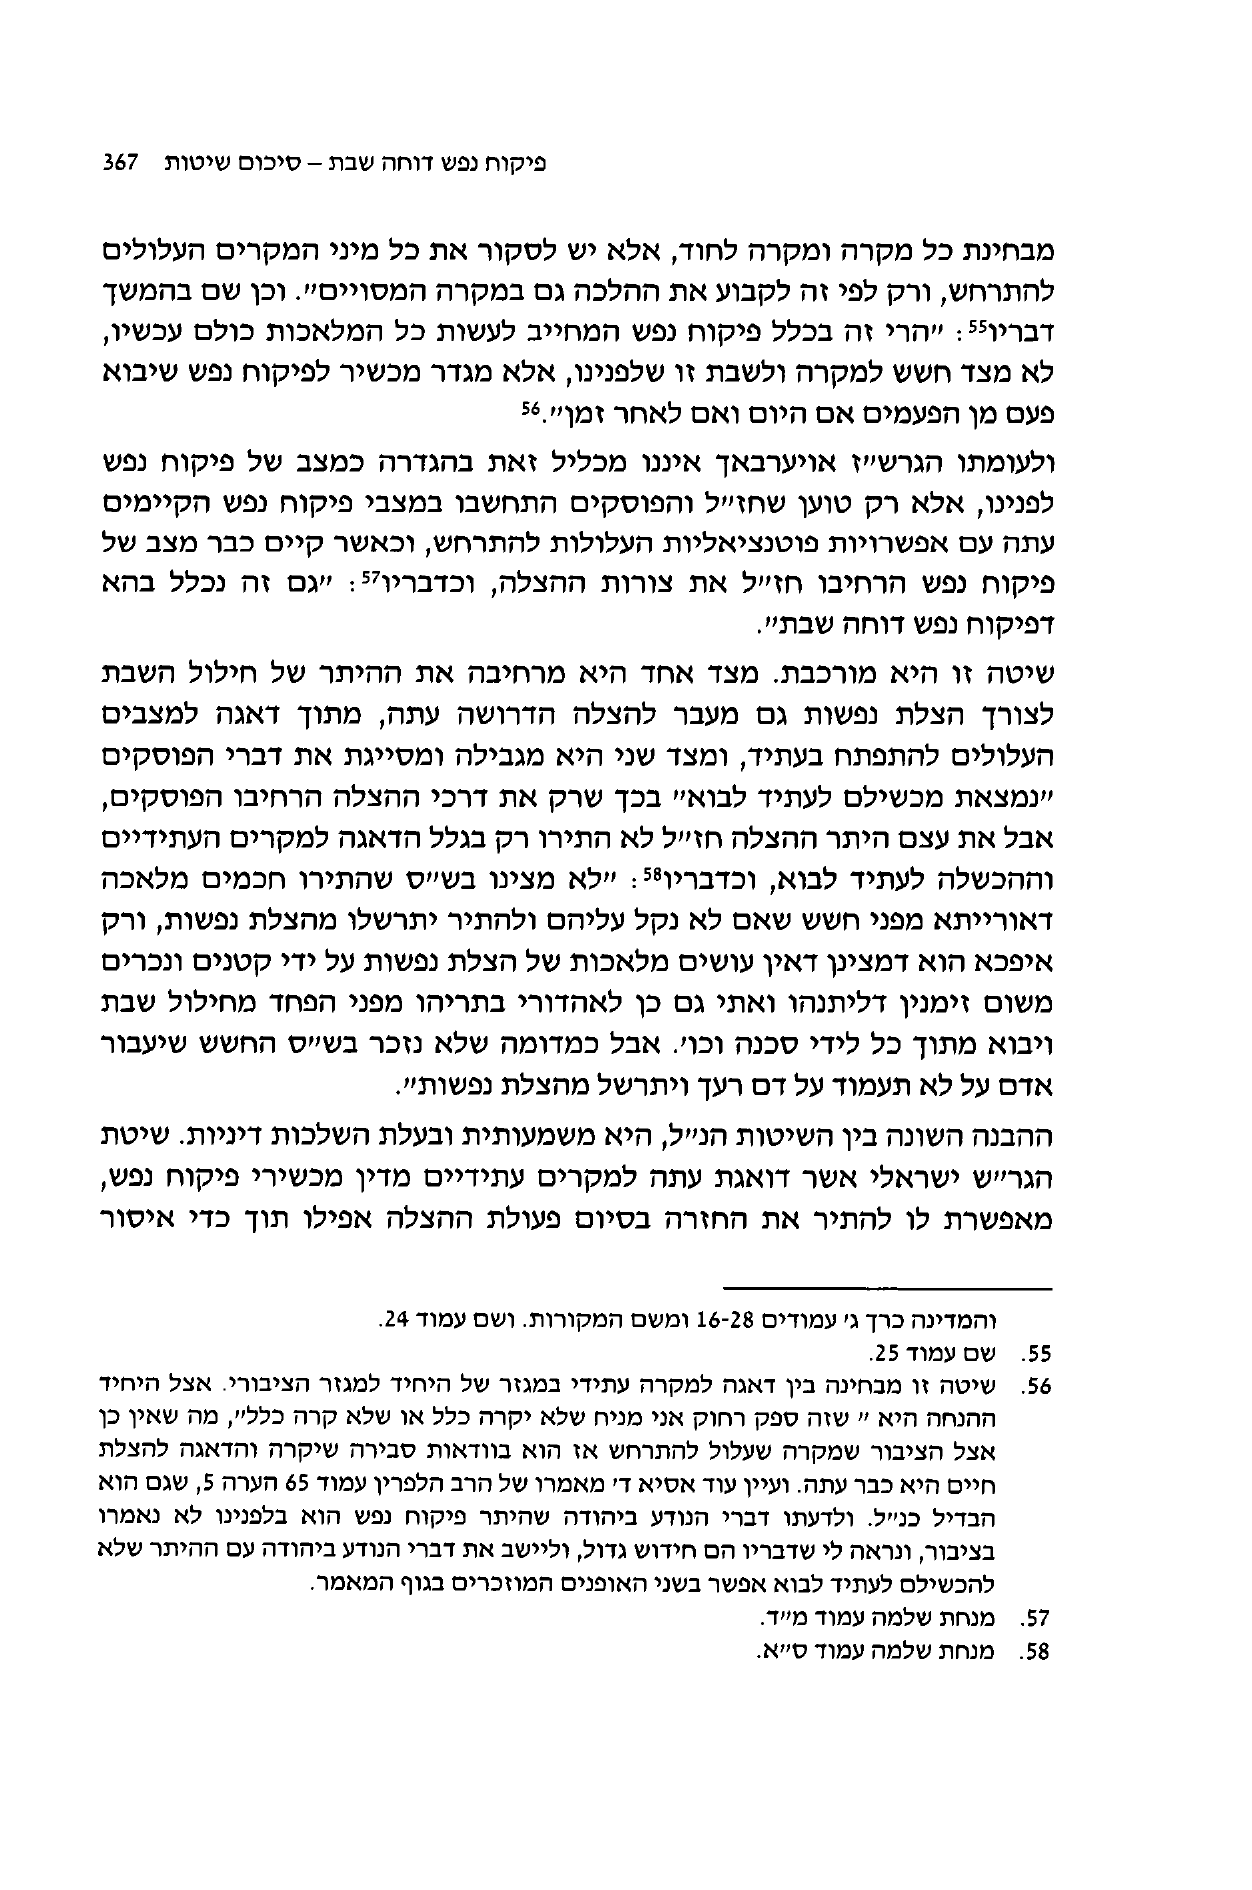 פיקוח נפש דוחה שבת – סיכום שיטות 367
מבחינת כל מקרה ומקרה לחוד, אלא יש לסקור את כל מיני המקרים העלולים
להתרחש, ורק לפי זה לקבוע את ההלכה גם במקרה המסויים״. וכן שם בהמשך
דבריו55: ״הרי זה בכלל פיקוח נפש המחייב לעשות כל המלאכות כולם עכשיו,
לא מצד חשש למקרה ולשבת זו שלפנינו, אלא מגדר מכשיר לפיקוח נפש שיבוא
פעם מן הפעמים אם היום ואם לאחר זמן״.56
ולעומתו הגרש״ז אויערבאך איננו מכליל זאת בהגדרה כמצב של פיקוח נפש
לפנינו, אלא רק טוען שחז״ל והפוסקים התחשבו במצבי פיקוח נפש הקיימים
עתה עם אפשרויות פוטנציאליות העלולות להתרחש, וכאשר קיים כבר מצב של
פיקוח נפש הרחיבו חז״ל את צורות ההצלה, וכדבריו57: ״גם זה נכלל בהא
דפיקוח נפש דוחה שבת״.
שיטה זו היא מורכבת. מצד אחד היא מרחיבה את ההיתר של חילול השבת
לצורך הצלת נפשות גם מעבר להצלה הדרושה עתה, מתוך דאגה למצבים
העלולים להתפתח בעתיד, ומצד שני היא מגבילה ומסייגת את דברי הפוסקים
״נמצאת מכשילם לעתיד לבוא״ בכך שרק את דרכי ההצלה הרחיבו הפוסקים,
אבל את עצם היתר ההצלה חז״ל לא התירו רק בגלל הדאגה למקרים העתידיים
וההכשלה לעתיד לבוא, וכדבריו58: ״לא מצינו בש״ס שהתירו חכמים מלאכה
דאורייתא מפני חשש שאם לא נקל עליהם ולהתיר יתרשלו מהצלת נפשות, ורק
איפכא הוא דמצינן דאין עושים מלאכות של הצלת נפשות על ידי קטנים ונכרים
משום זימנין דליתנהו ואתי גם כן לאהדורי בתריהו מפני הפחד מחילול שבת
ויבוא מתוך כל לידי סכנה וכו׳. אבל כמדומה שלא נזכר בש״ס החשש שיעבור
אדם על לא תעמוד על דם רעך ויתרשל מהצלת נפשות״.
ההבנה השונה בין השיטות הנ״ל, היא משמעותית ובעלת השלכות דיניות. שיטת
הגר״ש ישראלי אשר דואגת עתה למקרים עתידיים מדין מכשירי פיקוח נפש,
מאפשרת לו להתיר את החזרה בסיום פעולת ההצלה אפילו תוך כדי איסור
והמדינה כרך ג׳ עמודים 16-28 ומשם המקורות. ושם עמוד 24.
55. שם עמוד 25.
56. שיטה זו מבחינה בין דאגה למקרה עתידי במגזר של היחיד למגזר הציבורי. אצל היחיד
ההנחה היא ״ שזה ספק רחוק אני מניח שלא יקרה כלל או שלא קרה כלל״, מה שאין כן
אצל הציבור שמקרה שעלול להתרחש אז הוא בוודאות סבירה שיקרה והדאגה להצלת
חיים היא כבר עתה. ועיין עוד אסיא ד׳ מאמרו של הרב הלפרין עמוד 65 הערה 5, שגם הוא
הבדיל כנ״ל. ולדעתו דברי הנודע ביהודה שהיתר פיקוח נפש הוא בלפנינו לא נאמרו
בציבור, ונראה לי שדבריו הם חידוש גדול, וליישב את דברי הנודע ביהודה עם ההיתר שלא
להכשילם לעתיד לבוא אפשר בשני האופנים המוזכרים בגוף המאמר.
57. מנחת שלמה עמוד מ״ד.
58. מנחת שלמה עמוד ס״א.